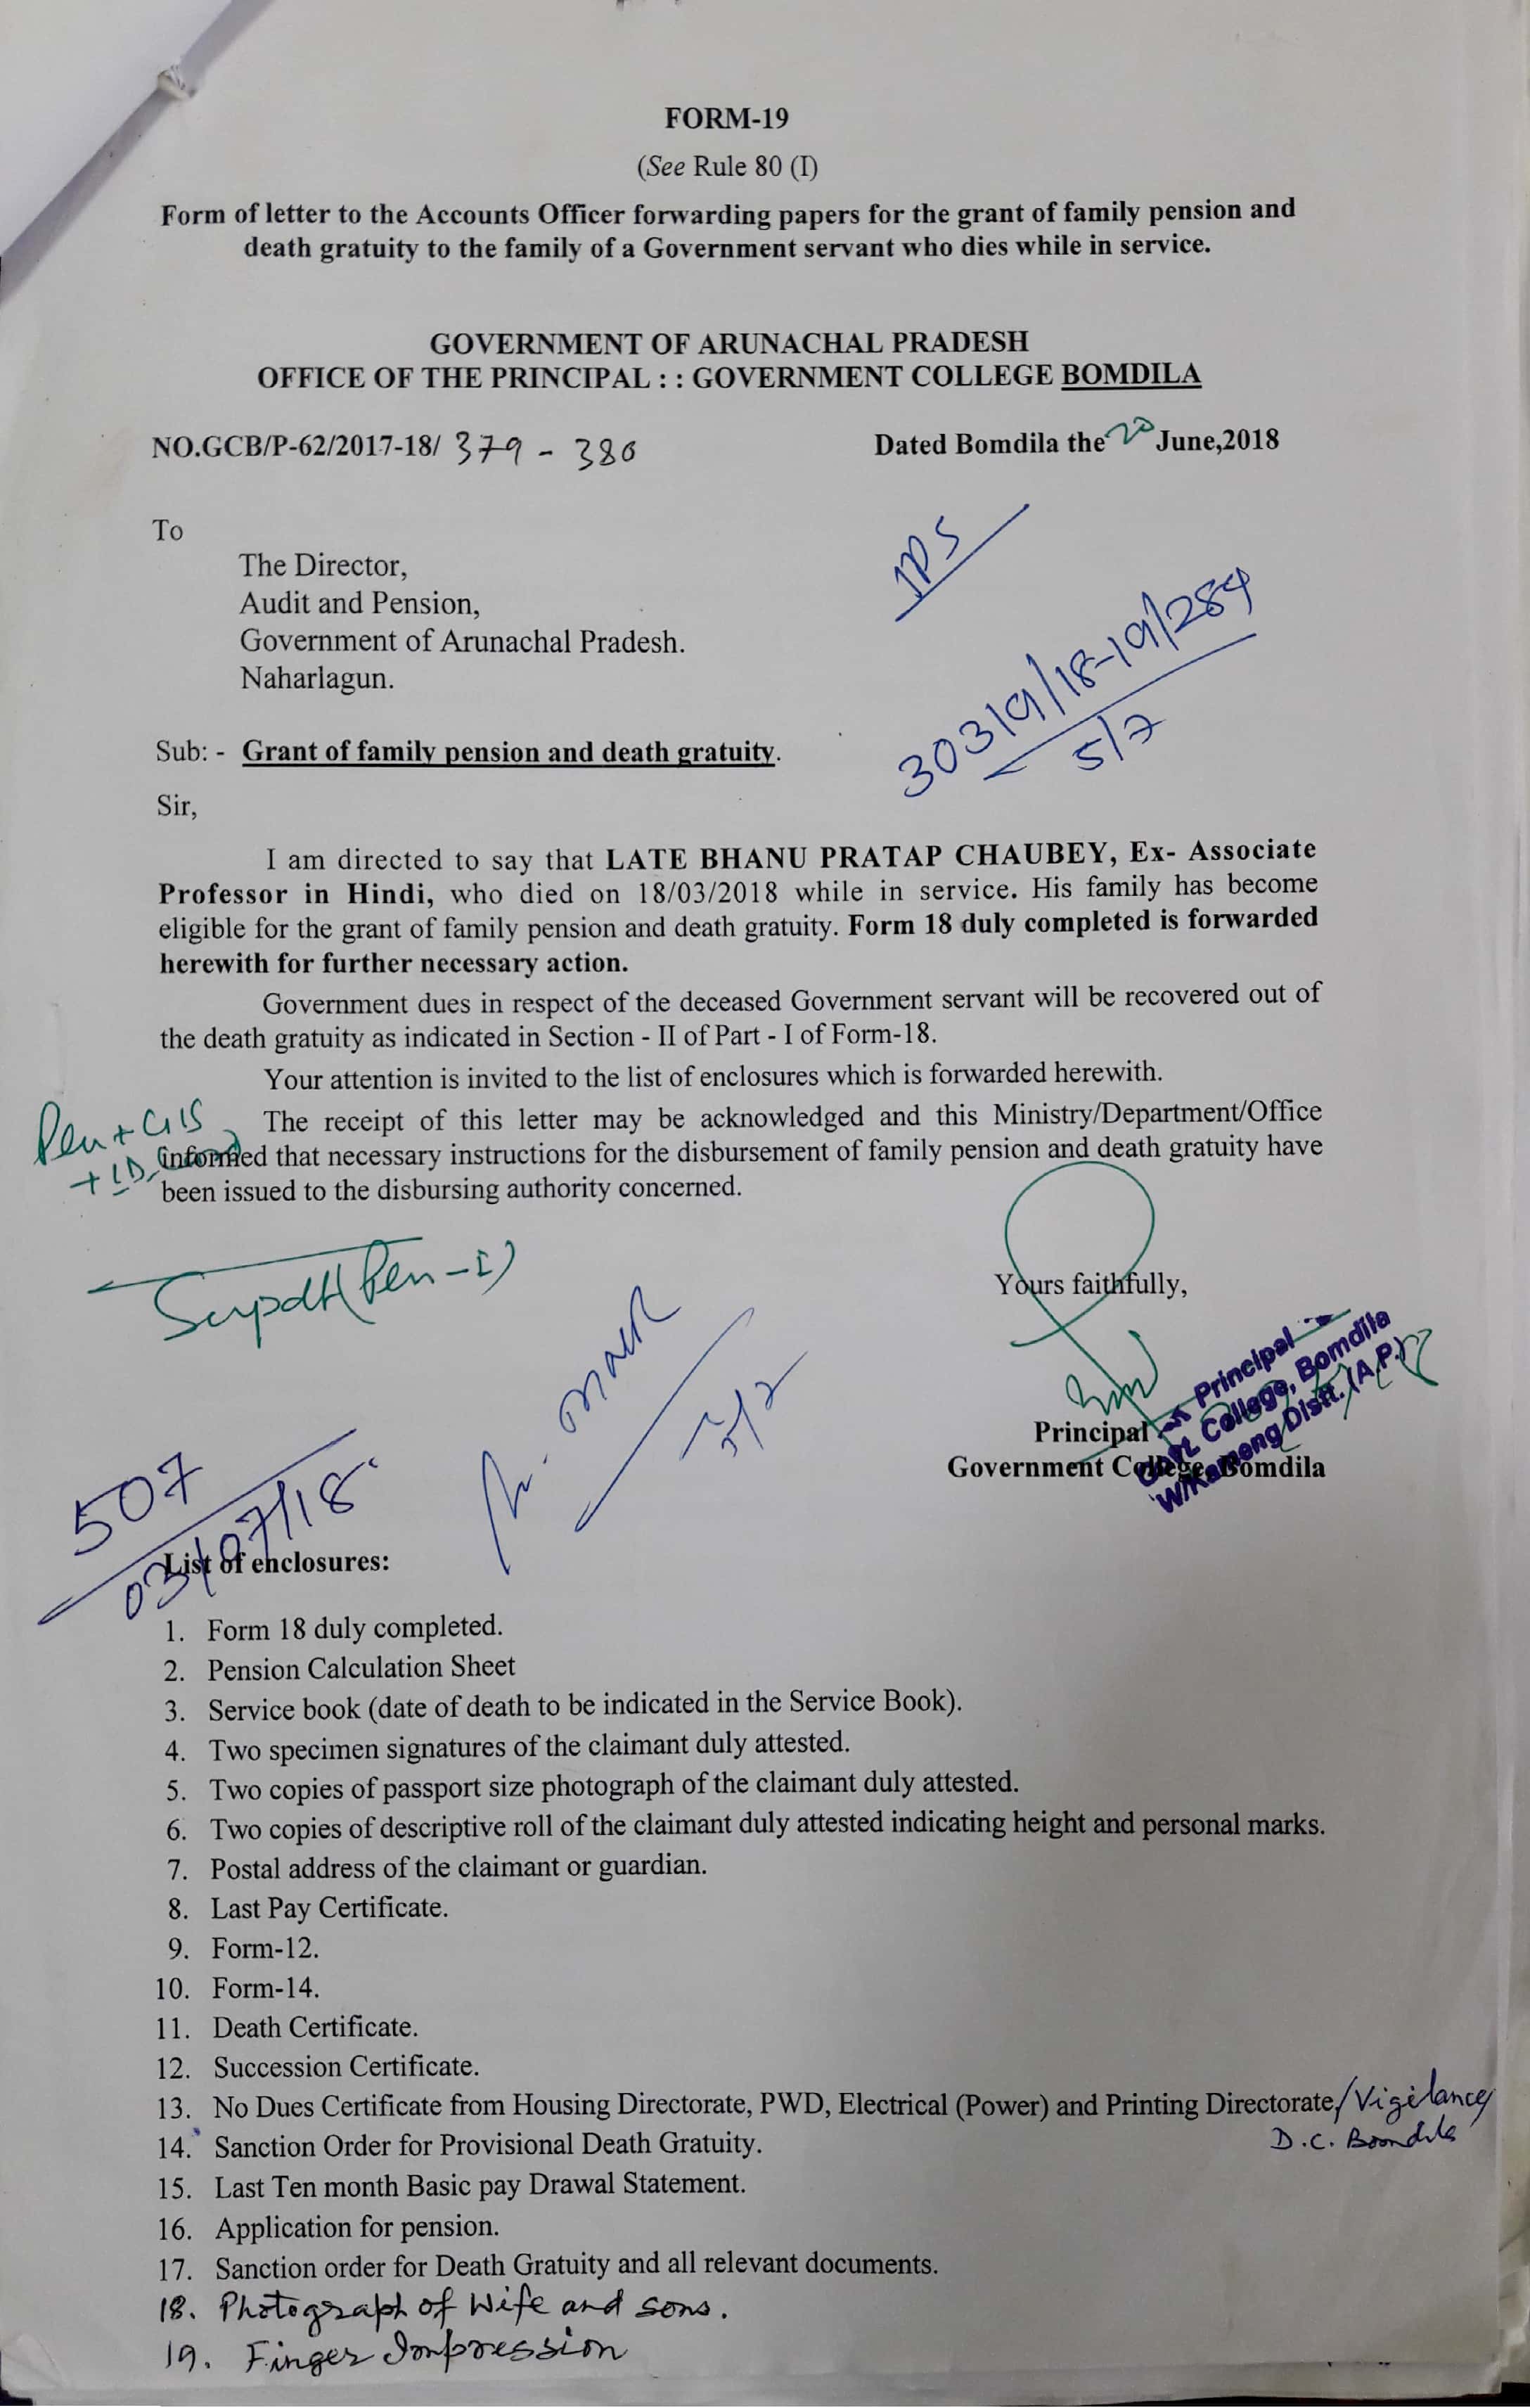 FORM-19
(See Rule 80 (I)
Form of letter to the Accounts Officer forwarding papers for the grant of family pension and
death gratuity to the family of a Government servant who dies while in service.
GOVERNMENT OF ARUNACHAL PRADESH
OFFICE OF THE PRINCIPAL : : GOVERNMENT COLLEGE BOMDILA
NO.GCB/P-62/2017-18/ 379 - 380
Dated Bomdila the 20 June,2018
To
The Director,
Audit and Pension,
Government of Arunachal Pradesh.
Naharlagun.
30319/18-19/284
5/7
Sub: - Grant of family pension and death gratuity.
Sir,
I am directed to say that LATE BHANU PRATAP CHAUBEY, Ex- Associate
Professor in Hindi, who died on 18/03/2018 while in service. His family has become
eligible for the grant of family pension and death gratuity. Form 18 duly completed is forwarded
herewith for further necessary action.
Government dues in respect of the deceased Government servant will be recovered out of
the death gratuity as indicated in Section - II of Part - I of Form-18.
Your attention is invited to the list of enclosures which is forwarded herewith.
Pen + GIS
The receipt of this letter may be acknowledged and this Ministry/Department/Office
informed that necessary instructions for the disbursement of family pension and death gratuity have
been issued to the disbursing authority concerned.
Supdt (Pen-I)
Yours faithfully,
Principal
Govt. College, Bomdila
W/Kameng Distt. (A.P.)
Principal
Government College, Bomdila
507
03/07/18
List of enclosures:
1. Form 18 duly completed.
2. Pension Calculation Sheet
3. Service book (date of death to be indicated in the Service Book).
4. Two specimen signatures of the claimant duly attested.
5. Two copies of passport size photograph of the claimant duly attested.
6. Two copies of descriptive roll of the claimant duly attested indicating height and personal marks.
7. Postal address of the claimant or guardian.
8. Last Pay Certificate.
9. Form-12.
10. Form-14.
11. Death Certificate.
12. Succession Certificate.
13. No Dues Certificate from Housing Directorate, PWD, Electrical (Power) and Printing Directorate, /Vigilance
D.C. Bomdila
14. Sanction Order for Provisional Death Gratuity.
15. Last Ten month Basic pay Drawal Statement.
16. Application for pension.
17. Sanction order for Death Gratuity and all relevant documents.
18. Photograph of Wife and sons.
19. Finger Impression